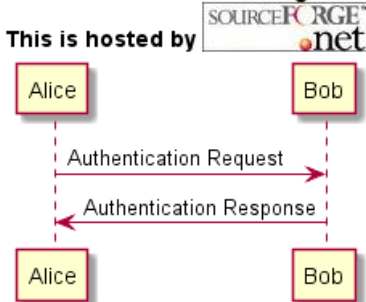 This is hosted by SOURCEFORGE
.net
Alice Bob
Authentication Request
Authentication Response
Alice Bob